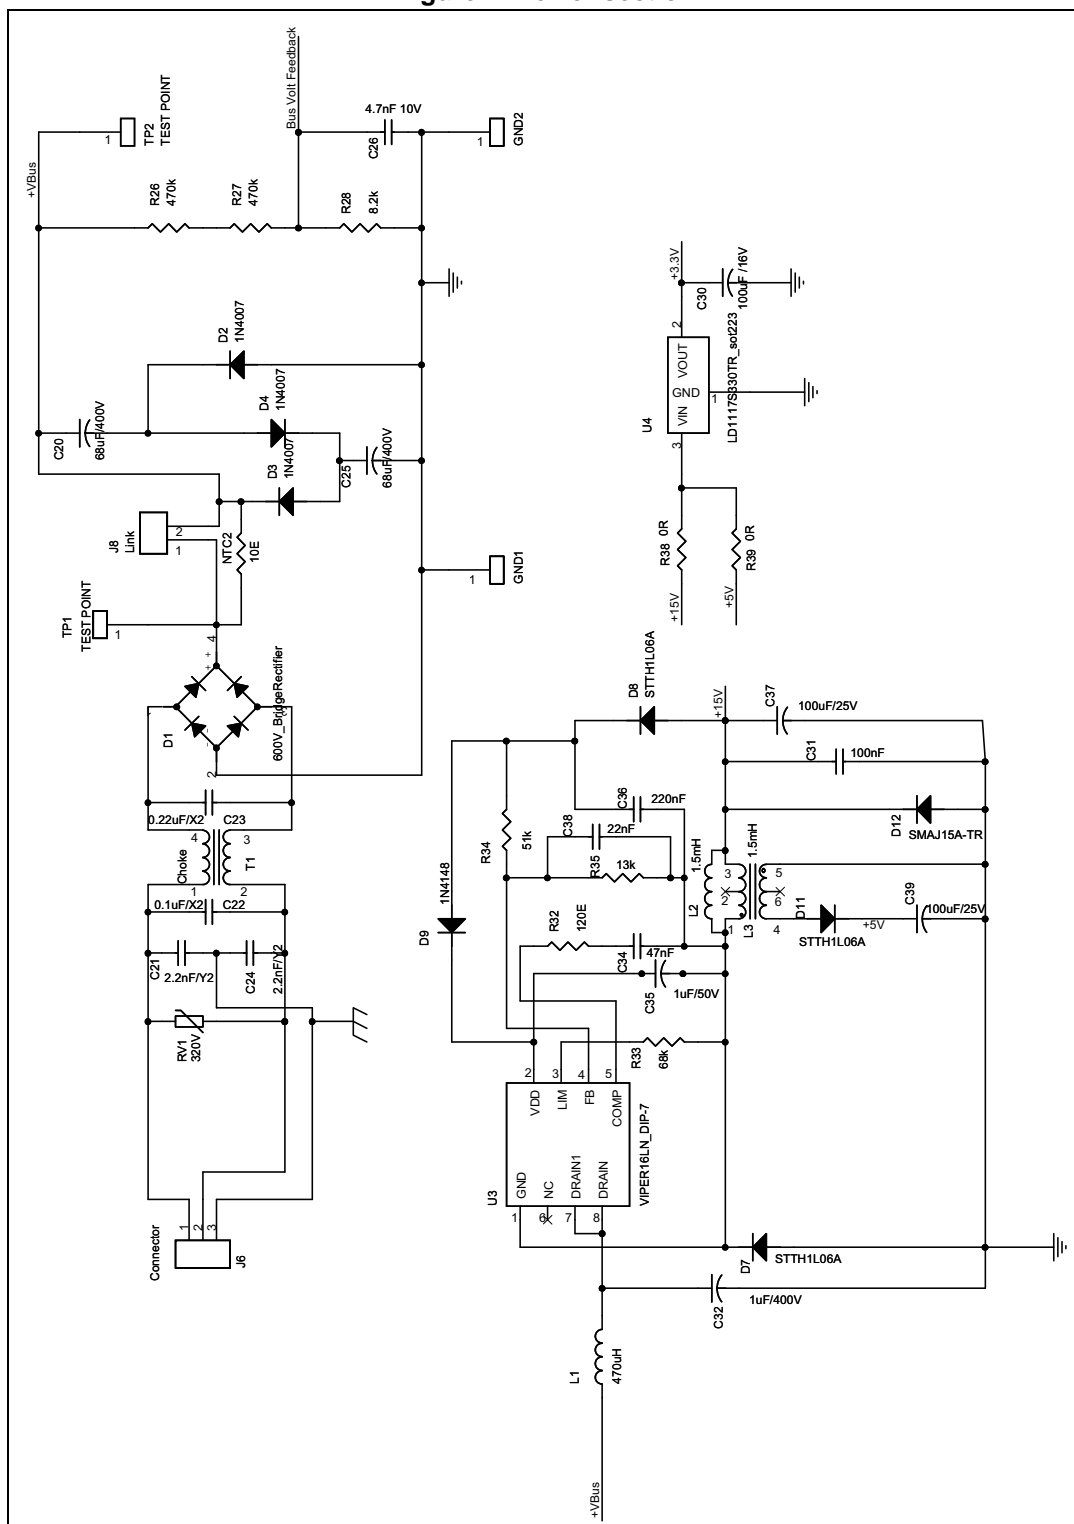 +VBus
1
TP2
TEST POINT
Bus Volt Feedback
4.7nF 10V
C26
1
GND2
R26
470k
R27
470k
R28
8.2k
D2
1N4007
D4
1N4007
D3
1N4007
C20
68uF/400V
C25
68uF/400V
J8
Link
2
1
NTC2
10E
1
GND1
TP1
TEST POINT
1
4
+
+
-
-
D1
600V_BridgeRectifier
2
0.22uF/X2
C23
4
3
Choke
T1
1
2
0.1uF/X2
C22
C21
2.2nF/Y2
C24
2.2nF/Y2
RV1
320V
Connector
1
2
3
J6
+3.3V
C30
100uF /16V
2
U4
VOUT
GND
VIN
1
3
LD1117S330TR_sot223
R38 0R
R39 0R
+15V
+5V
D8
STTH1L06A
+15V
C37
100uF/25V
C31
100nF
D12
SMAJ15A-TR
C36
220nF
C38
22nF
R35
13k
R34
51k
1N4148
D9
R32
120E
C34
47nF
C35
1uF/50V
R33
68k
1.5mH
L2
3
2
1
1.5mH
L3
5
6
4
D11
STTH1L06A
+5V
C39
100uF/25V
2
3
4
5
VDD
LIM
FB
COMP
U3
GND
NC
DRAIN1
DRAIN
1
6
7
8
VIPER16LN_DIP-7
D7
STTH1L06A
C32
1uF/400V
L1
470uH
+VBus